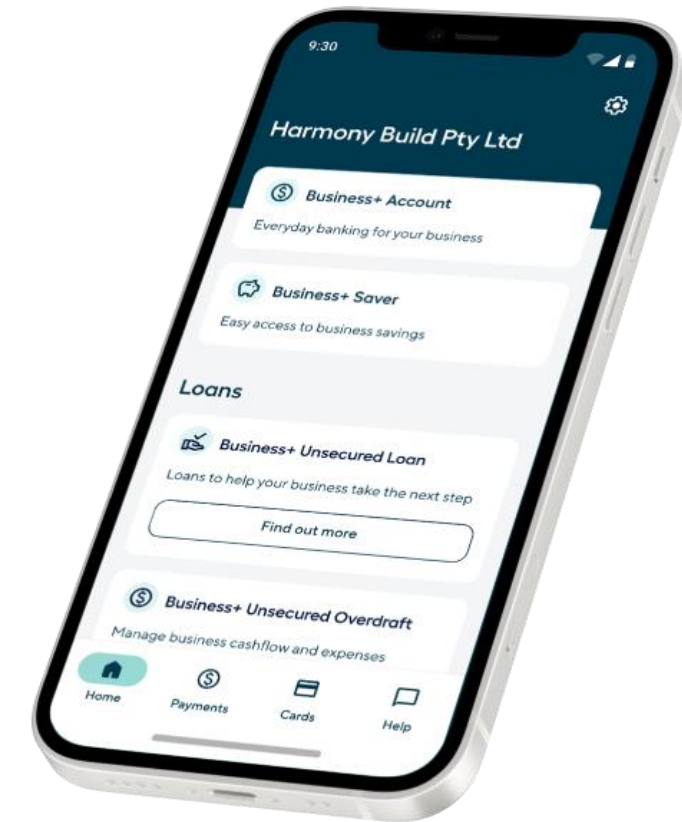 9:30
Harmony Build Pty Ltd
Business+ Account
Everyday banking for your business
Business+ Saver
Easy access to business savings
Loans
Business+ Unsecured Loan
Loans to help your business take the next step
Find out more
Business+ Unsecured Overdraft
Manage business cashflow and expenses
Home
Payments
Cards
Help